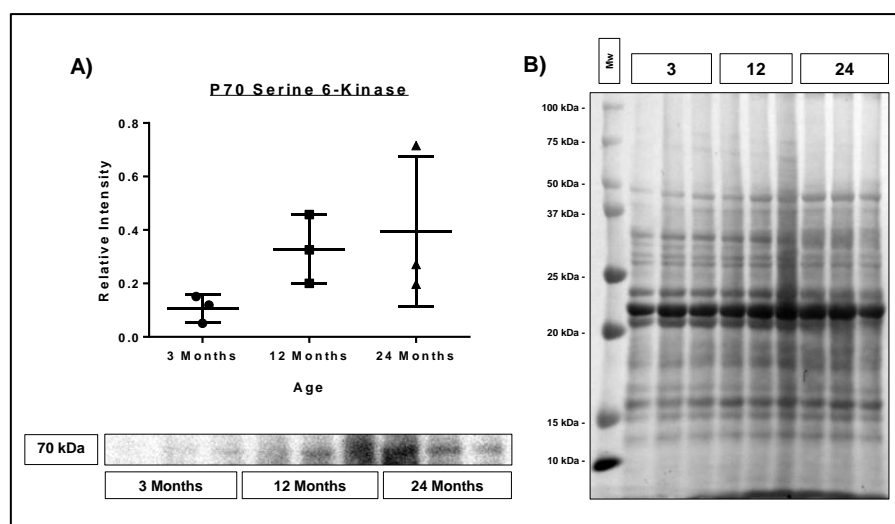 A)
P70 Serine 6-Kinase
Relative Intensity
0.8
0.6
0.4
0.2
0.0
3 Months
12 Months
24 Months
Age
70 kDa
3 Months
12 Months
24 Months
B)
Mw
3
12
24
100 kDa -
75 kDa -
50 kDa -
37 kDa -
25 kDa -
20 kDa -
15 kDa -
10 kDa -